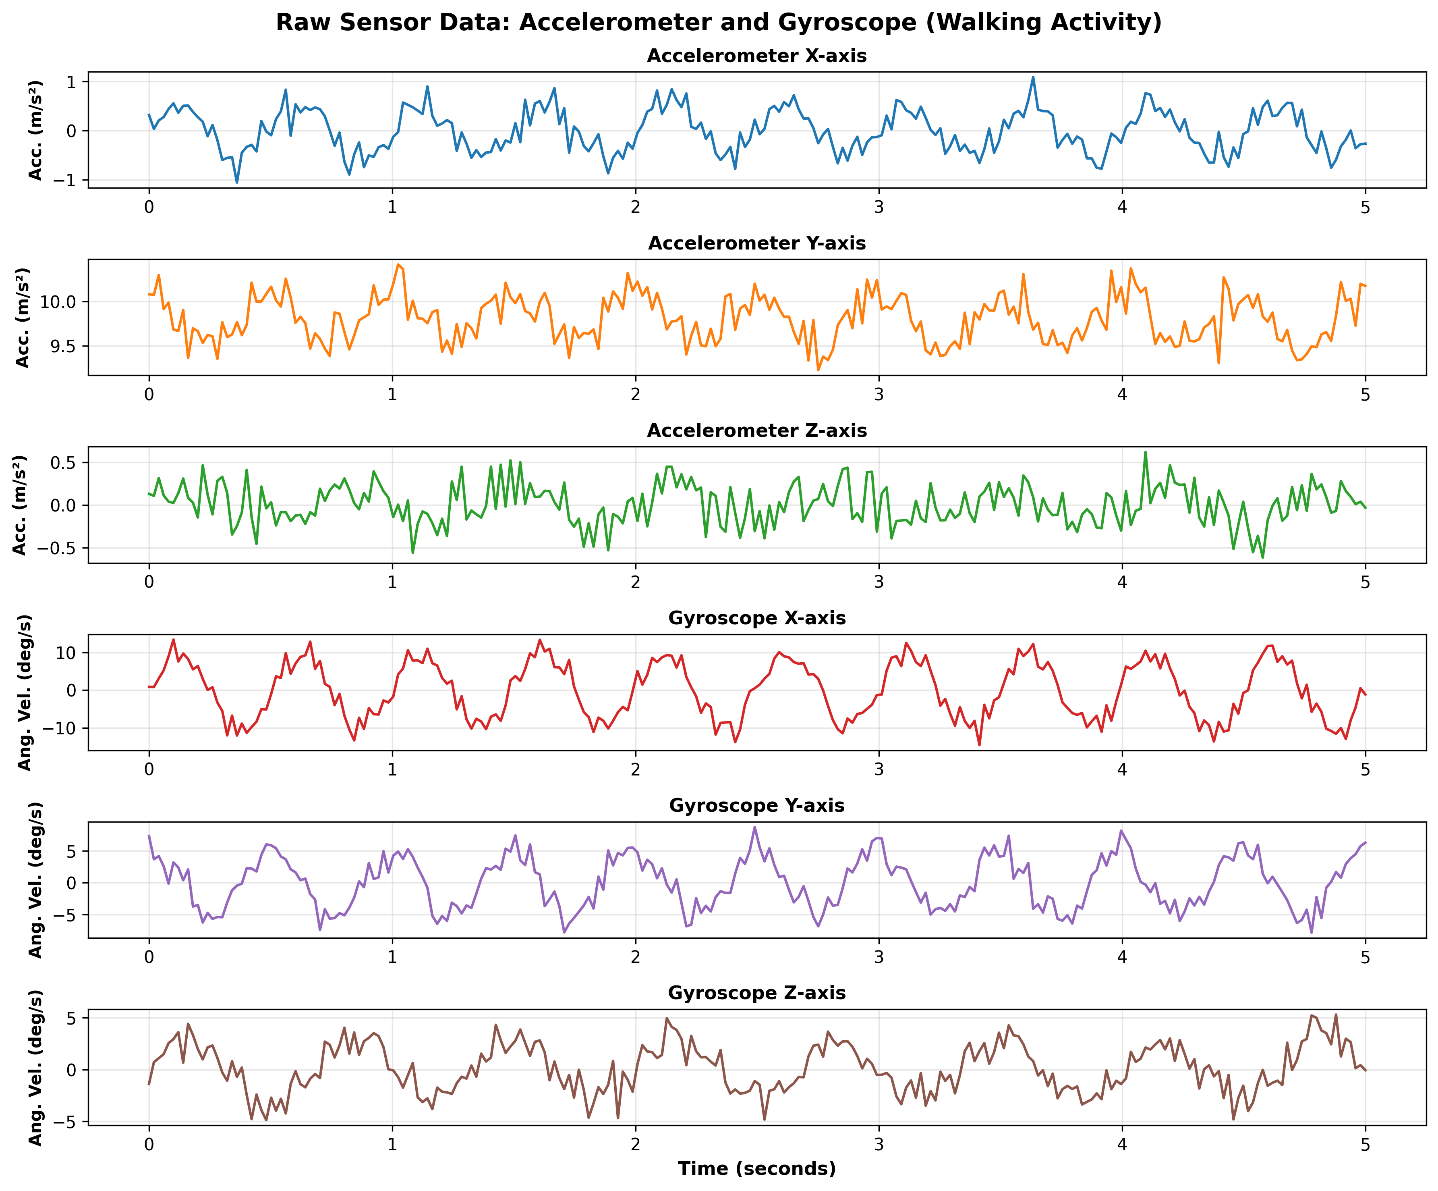 Raw Sensor Data: Accelerometer and Gyroscope (Walking Activity)
Accelerometer X-axis
Acc. (m/s²)
1
0
−1
0 1 2 3 4 5
Accelerometer Y-axis
Acc. (m/s²)
10.0
9.5
0 1 2 3 4 5
Accelerometer Z-axis
Acc. (m/s²)
0.5
0.0
−0.5
0 1 2 3 4 5
Gyroscope X-axis
Ang. Vel. (deg/s)
10
0
−10
0 1 2 3 4 5
Gyroscope Y-axis
Ang. Vel. (deg/s)
5
0
−5
0 1 2 3 4 5
Gyroscope Z-axis
Ang. Vel. (deg/s)
5
0
−5
0 1 2 3 4 5
Time (seconds)